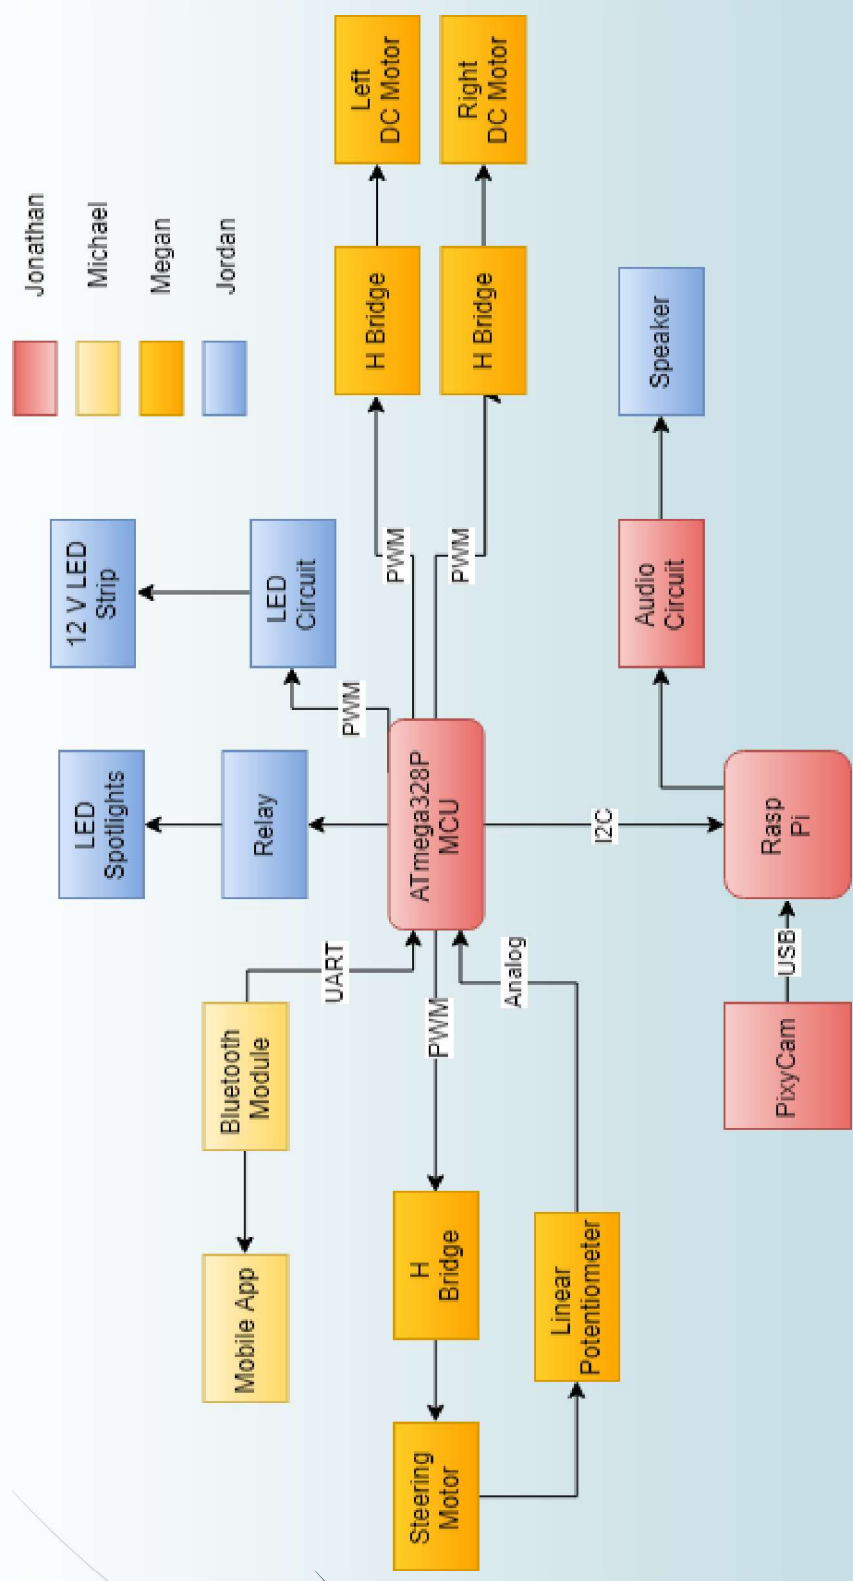 Jonathan
Michael
Megan
Jordan
Mobile App
Bluetooth
Module
UART
LED
Spotlights
Relay
12 V LED
Strip
LED
Circuit
PWM
Left
DC Motor
H Bridge
PWM
Right
DC Motor
H Bridge
PWM
Steering
Motor
H
Bridge
PWM
ATmega328P
MCU
Linear
Potentiometer
Analog
I2C
Audio
Circuit
Speaker
PixyCam
USB
Rasp
Pi